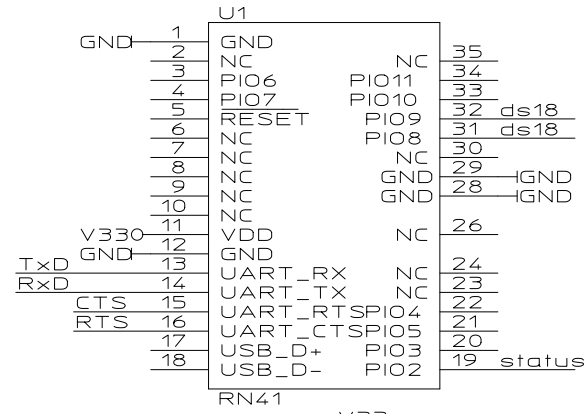 U1
GND 1 GND
2 NC NC 35
3 PIO6 PIO11 34
4 PIO7 PIO10 33
5 RESET PIO9 32 ds18
6 NC PIO8 31 ds18
7 NC NC 30
8 NC GND 29 GND
9 NC GND 28 GND
10 NC
V330 11 VDD NC 26
GND 12 GND
TxD 13 UART_RX NC 24
RxD 14 UART_TX NC 23
CTS 15 UART_RTS PIO4 22
RTS 16 UART_CTS PIO5 21
17 USB_D+ PIO3 20
18 USB_D- PIO2 19 status
RN41